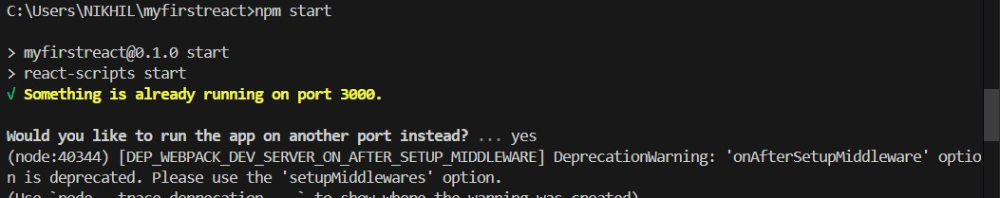 C:\Users\NIKHIL\myfirstreact>npm start
> myfirstreact@0.1.0 start
> react-scripts start
√ Something is already running on port 3000.
Would you like to run the app on another port instead? ... yes
(node:40344) [DEP_WEBPACK_DEV_SERVER_ON_AFTER_SETUP_MIDDLEWARE] DeprecationWarning: 'onAfterSetupMiddleware' optio
n is deprecated. Please use the 'setupMiddlewares' option.
(Use `node --trace-deprecation ...` to show where the warning was created)